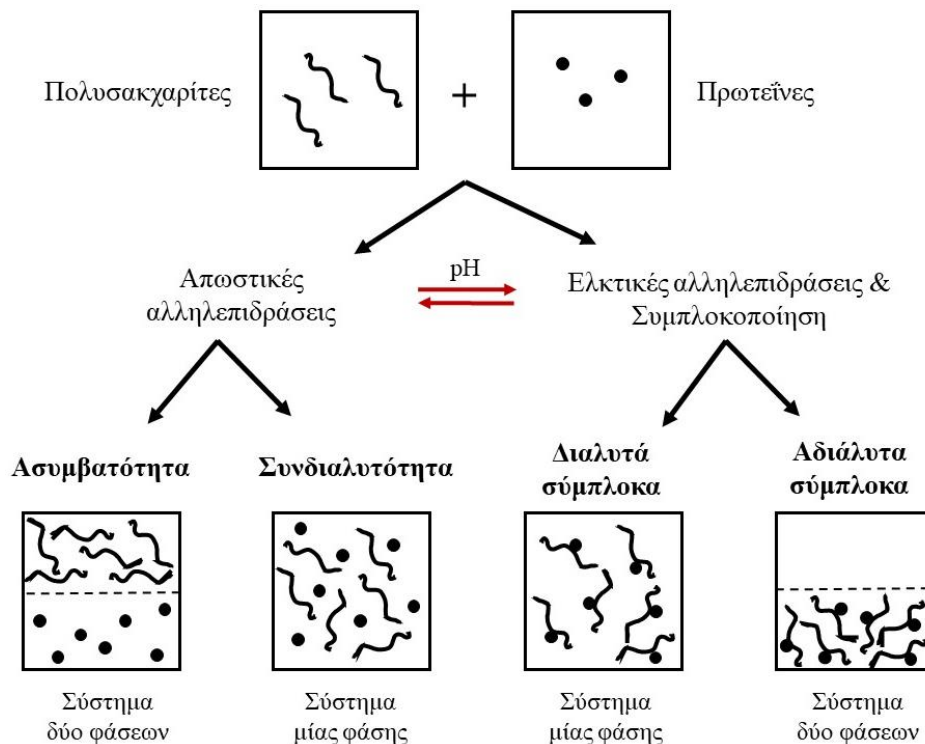 Πολυσακχαρίτες
+
Πρωτεΐνες
Απωστικές
αλληλεπιδράσεις
pH
Ελκτικές αλληλεπιδράσεις &
Συμπλοκοποίηση
Ασυμβατότητα
Συνδιαλυτότητα
Διαλυτά
σύμπλοκα
Αδιάλυτα
σύμπλοκα
Σύστημα
δύο φάσεων
Σύστημα
μίας φάσης
Σύστημα
μίας φάσης
Σύστημα
δύο φάσεων